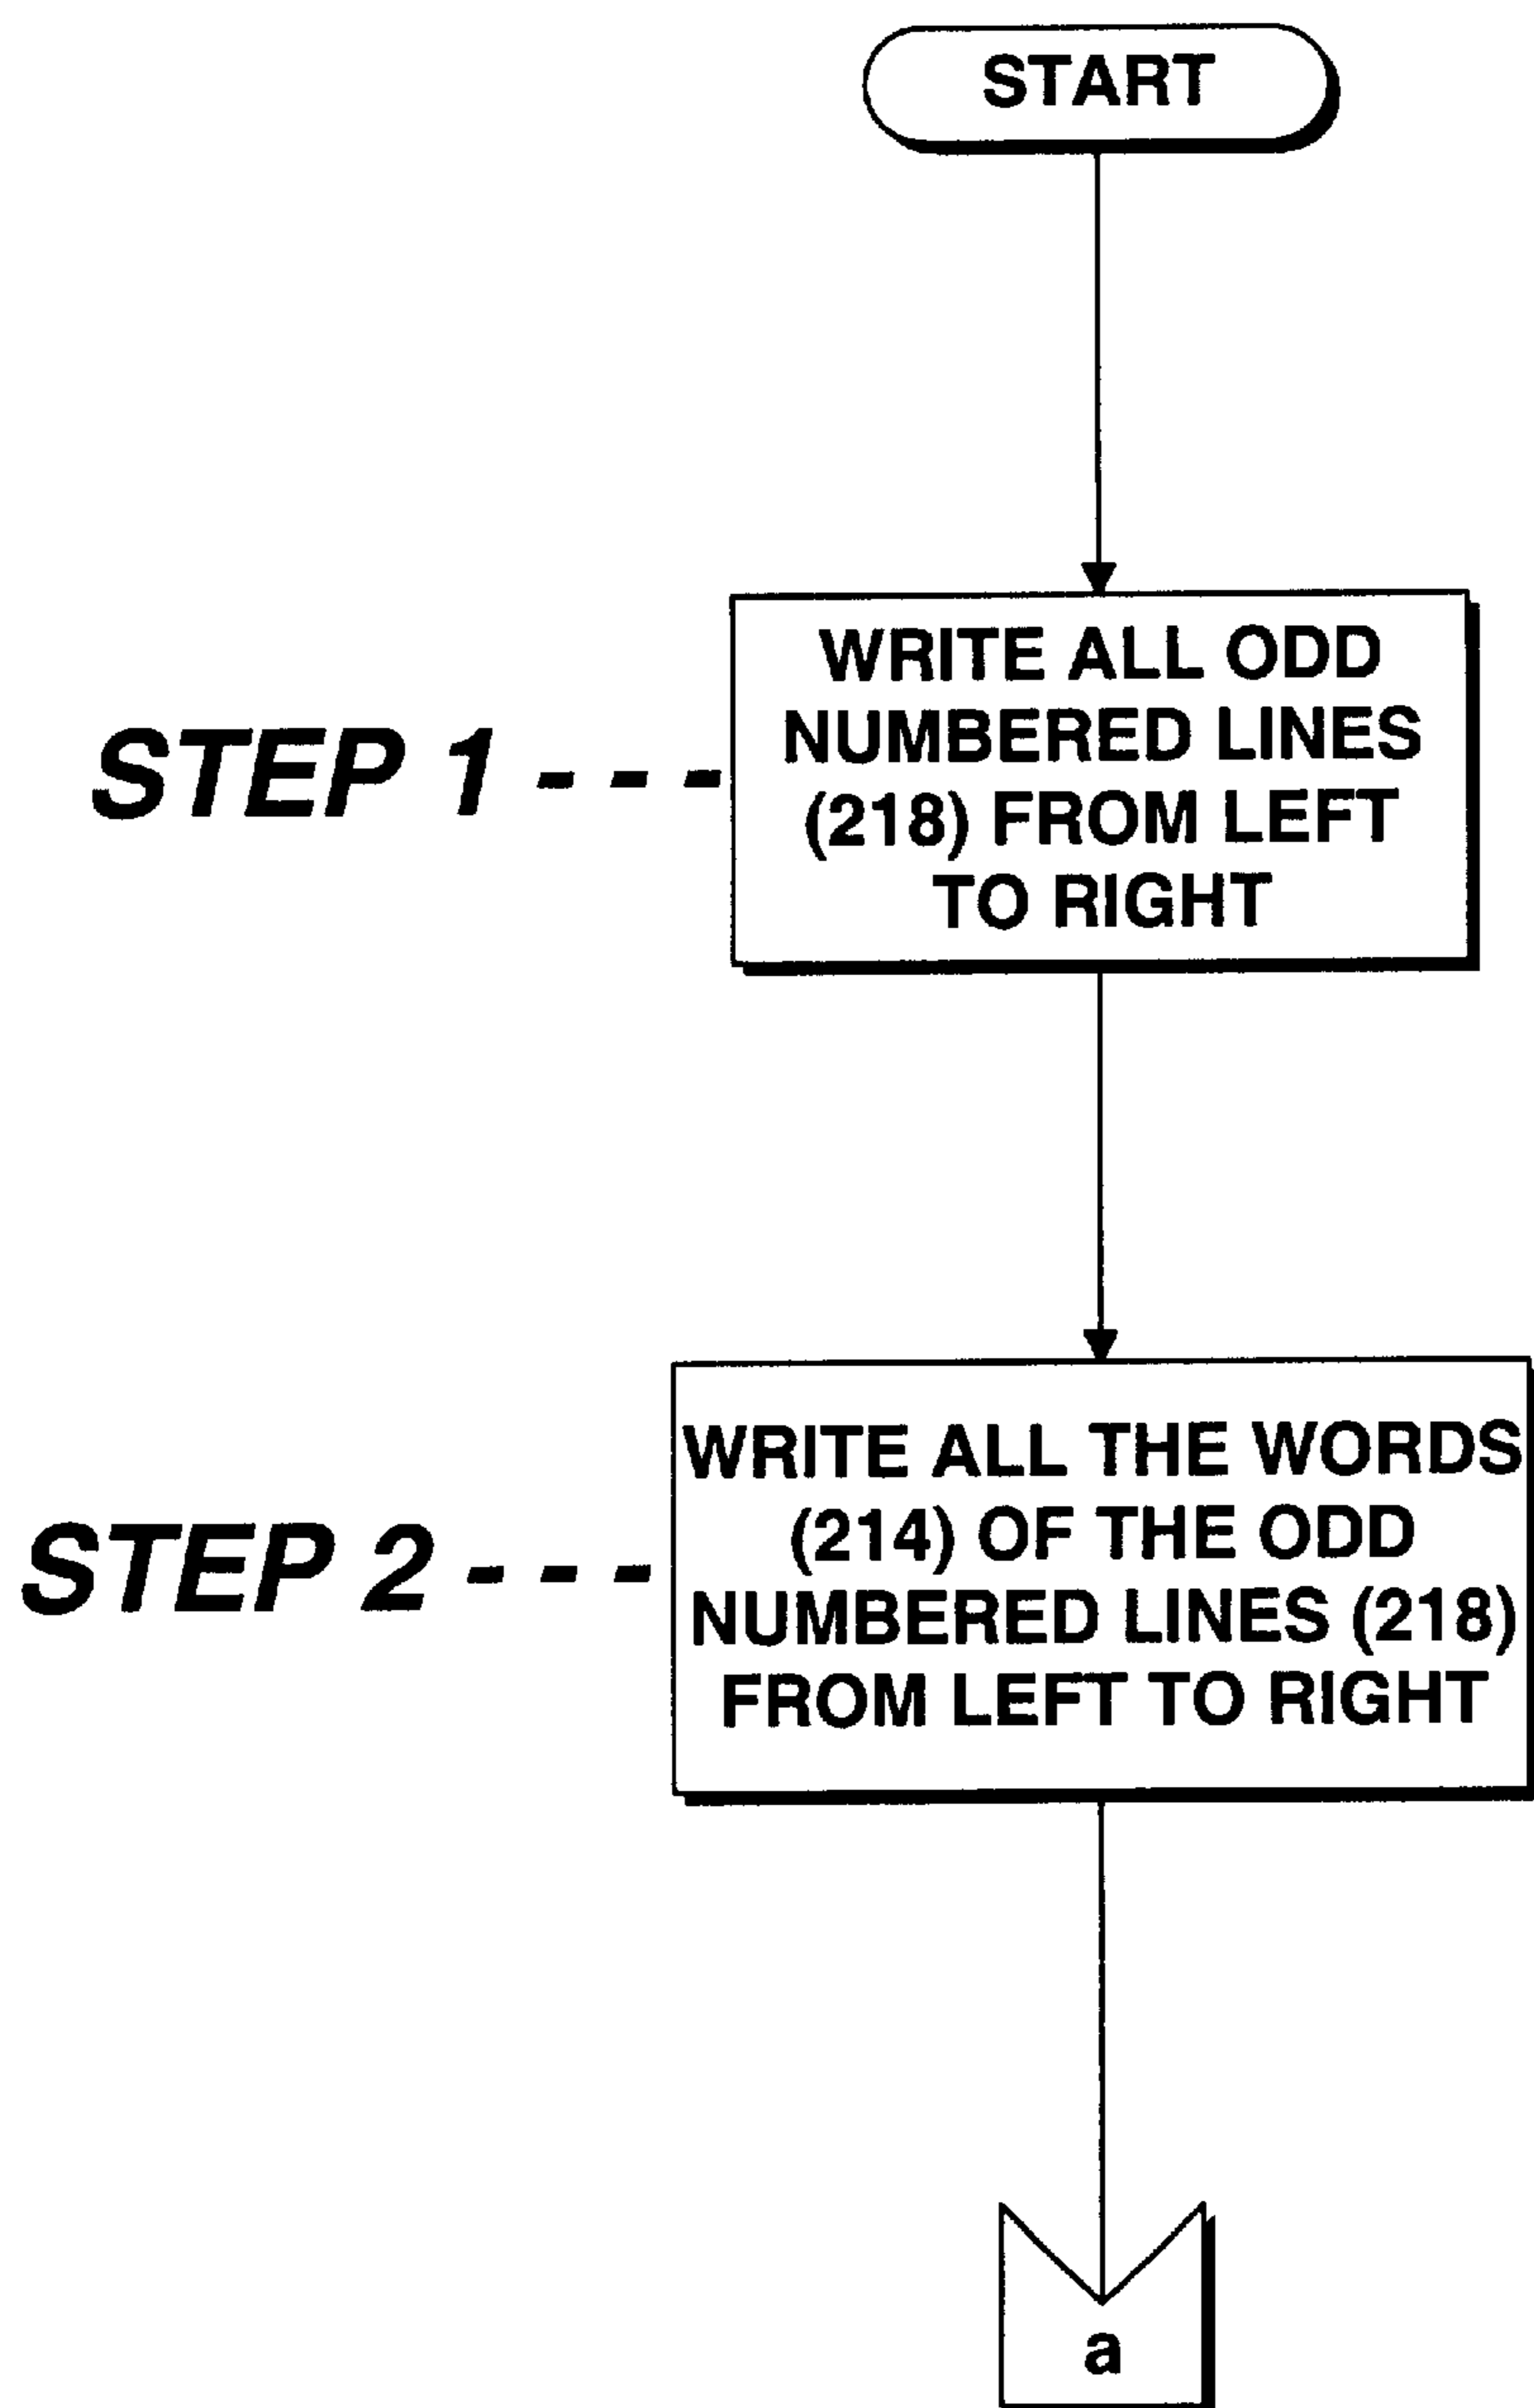 START
WRITE ALL ODD
NUMBERED LINES
(218) FROM LEFT
TO RIGHT
STEP 1
WRITE ALL THE WORDS
(214) OF THE ODD
NUMBERED LINES (218)
FROM LEFT TO RIGHT
STEP 2
a